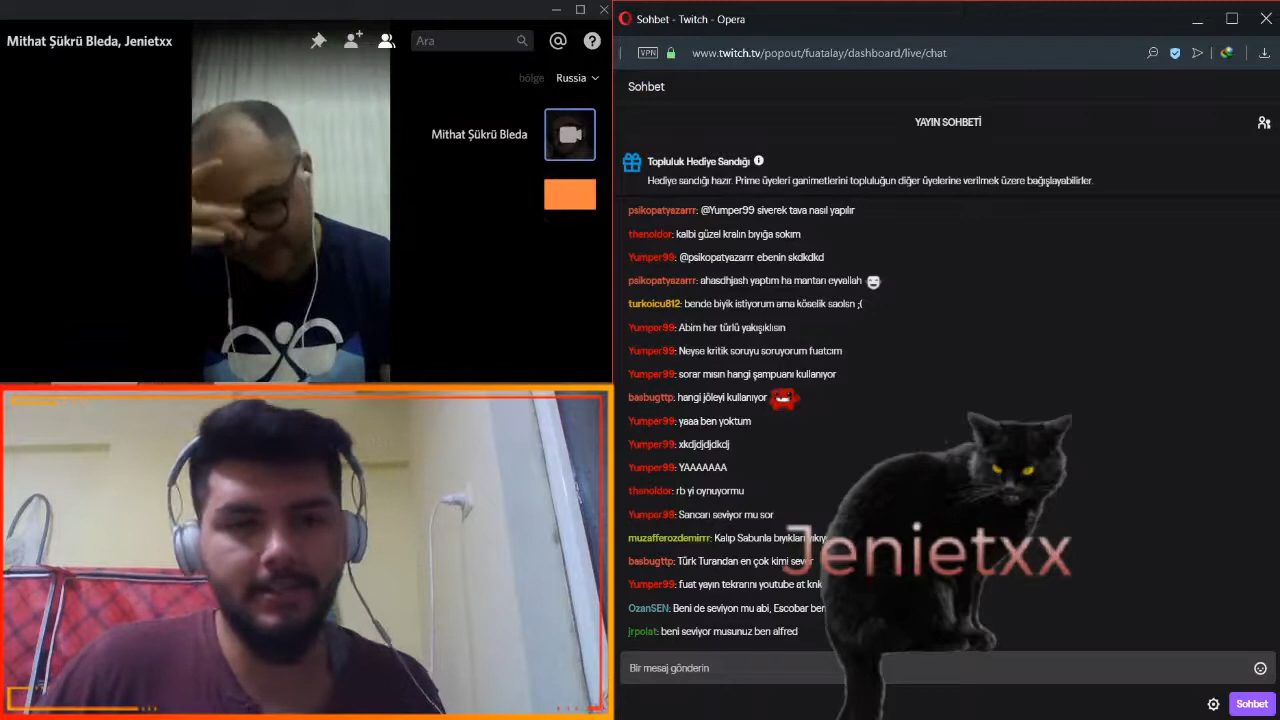 Mithat Şükrü Bleda, Jenietxx
Ara
bölge Russia
Mithat Şükrü Bleda
Sohbet - Twitch - Opera
VPN www.twitch.tv/popout/fuatalay/dashboard/live/chat
Sohbet
YAYIN SOHBETİ
Topluluk Hediye Sandığı
Hediye sandığı hazır. Prime üyeleri ganimetlerini topluluğun diğer üyelerine verilmek üzere bağışlayabilirler.
psikopatyazarrr: @Yumper99 siverek tava nasıl yapılır
thenoldor: kalbi güzel kralın bıyığa sokım
Yumper99: @psikopatyazarrr ebenin skdkdkd
psikopatyazarrr: ahasdhjash yaptım ha mantarı eyvallah
turkoicu812: bende biyik istiyorum ama köselik saolsn ;(
Yumper99: Abim her türlü yakışıklısın
Yumper99: Neyse kritik soruyu soruyorum fuatcım
Yumper99: sorar mısın hangi şampuanı kullanıyor
basbugttp: hangi jöleyi kullanıyor
Yumper99: yaaa ben yoktum
Yumper99: xkdjdjdjdkdj
Yumper99: YAAAAAAA
thenoldor: rb yi oynuyormu
Yumper99: Sancarı seviyor mu sor
muzafferozdemirrr: Kalıp Sabunla bıyıkları
basbugttp: Türk Turandan en çok kimi sever
Yumper99: fuat yayın tekrarını youtube at knk
OzanSEN: Beni de seviyon mu abi, Escobar ben
jrpolat: beni seviyor musunuz ben alfred
Jenietxx
Bir mesaj gönderin
Sohbet